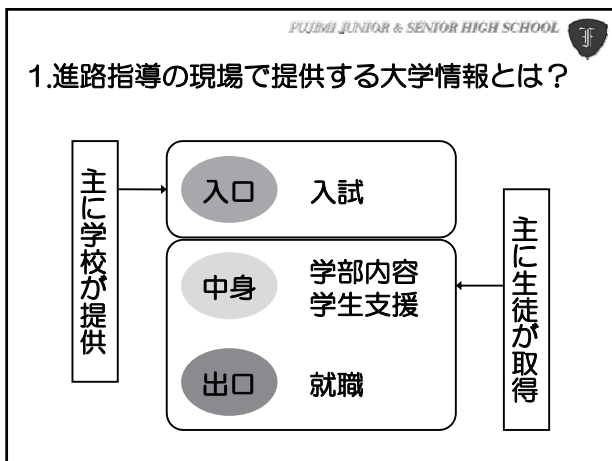 FUJIMI JUNIOR & SENIOR HIGH SCHOOL
1.進路指導の現場で提供する大学情報とは？
主に学校が提供
入口 入試
中身 学部内容
学生支援
出口 就職
主に生徒が取得